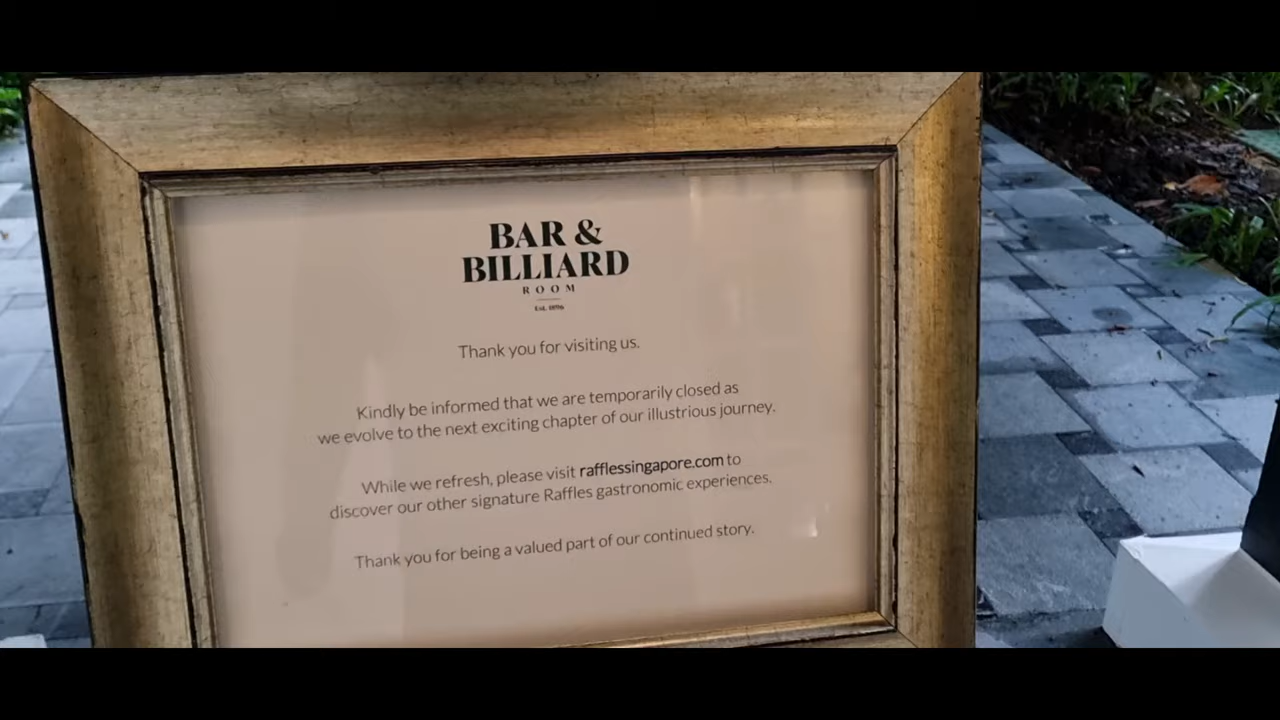 BAR &
BILLIARD
ROOM
Est. 1896
Thank you for visiting us.
Kindly be informed that we are temporarily closed as
we evolve to the next exciting chapter of our illustrious journey.
While we refresh, please visit rafflessingapore.com to
discover our other signature Raffles gastronomic experiences.
Thank you for being a valued part of our continued story.